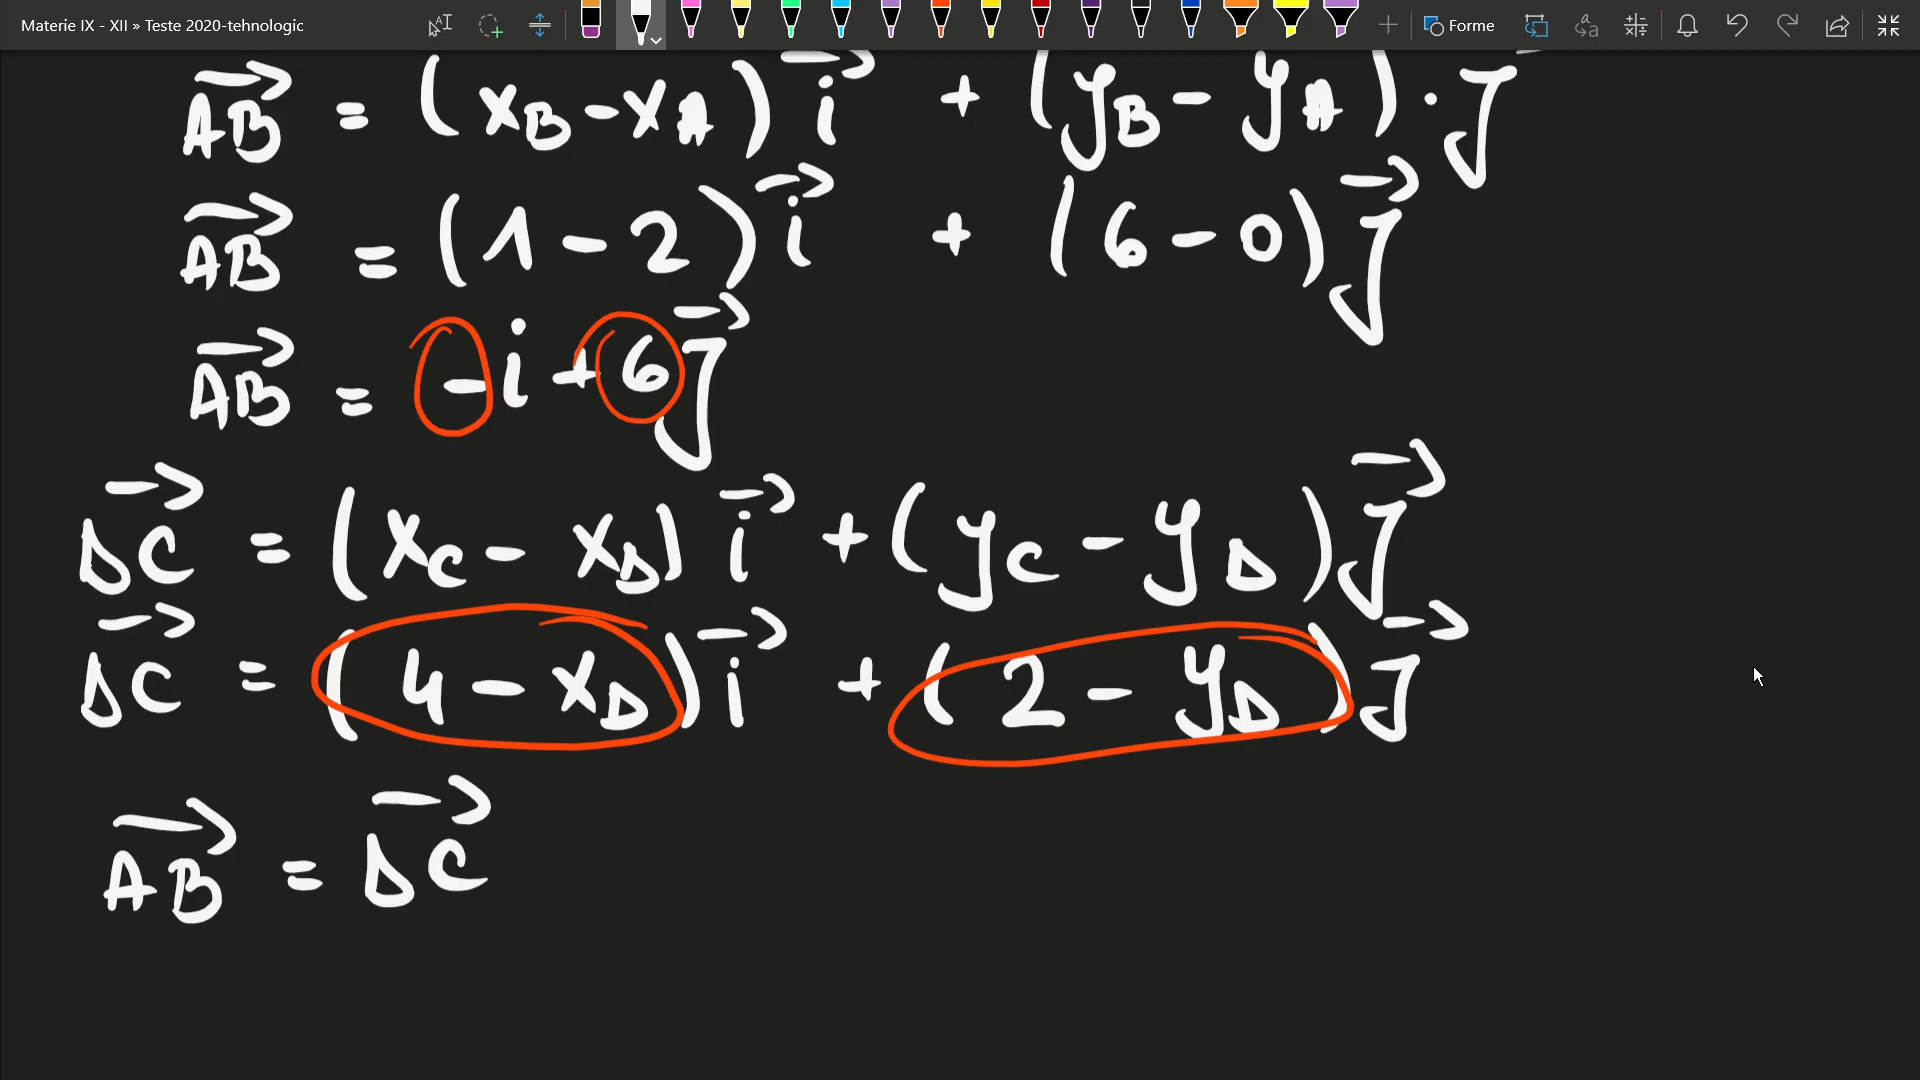 Materie IX - XII » Teste 2020-tehnologic
Forme
AB = (xB - xA) i + (yB - yA) · j
AB = (1 - 2) i + (6 - 0) j
AB = - i + 6 j
DC = (xC - xD) i + (yC - yD) j
DC = (4 - xD) i + (2 - yD) j
AB = DC